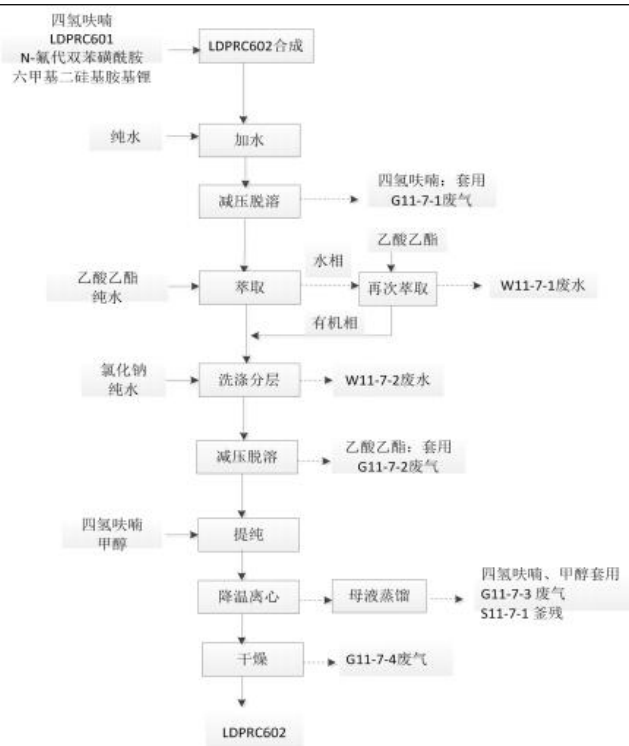 四氢呋喃
LDPRC601
N-氟代双苯磺酰胺
六甲基二硅基胺基锂
LDPRC602合成
纯水
加水
减压脱溶
四氢呋喃：套用
G11-7-1废气
乙酸乙酯
乙酸乙酯
纯水
萃取
水相
再次萃取
W11-7-1废水
有机相
氯化钠
纯水
洗涤分层
W11-7-2废水
减压脱溶
乙酸乙酯：套用
G11-7-2废气
四氢呋喃
甲醇
提纯
降温离心
母液蒸馏
四氢呋喃、甲醇套用
G11-7-3 废气
S11-7-1 釜残
干燥
G11-7-4废气
LDPRC602